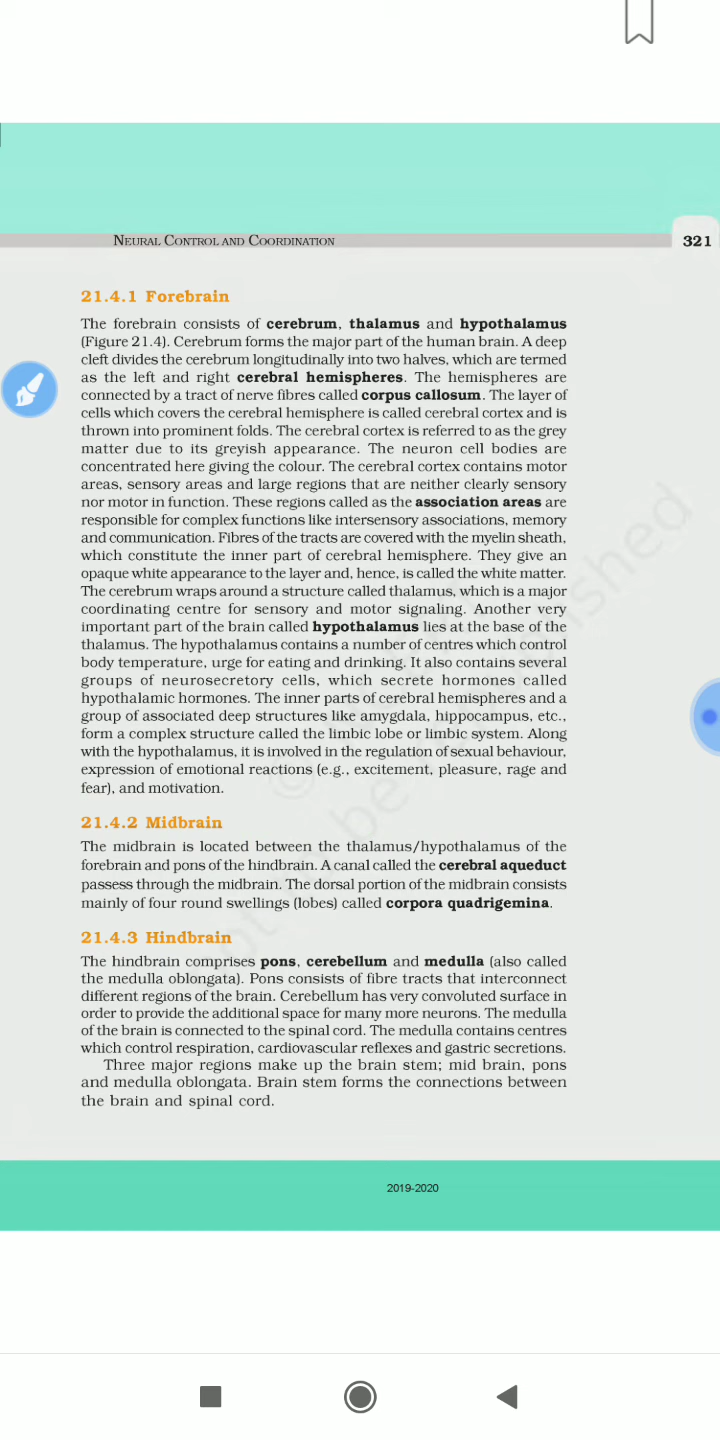 NEURAL CONTROL AND COORDINATION
321
21.4.1 Forebrain
The forebrain consists of cerebrum, thalamus and hypothalamus
(Figure 21.4). Cerebrum forms the major part of the human brain. A deep
cleft divides the cerebrum longitudinally into two halves, which are termed
as the left and right cerebral hemispheres. The hemispheres are
connected by a tract of nerve fibres called corpus callosum. The layer of
cells which covers the cerebral hemisphere is called cerebral cortex and is
thrown into prominent folds. The cerebral cortex is referred to as the grey
matter due to its greyish appearance. The neuron cell bodies are
concentrated here giving the colour. The cerebral cortex contains motor
areas, sensory areas and large regions that are neither clearly sensory
nor motor in function. These regions called as the association areas are
responsible for complex functions like intersensory associations, memory
and communication. Fibres of the tracts are covered with the myelin sheath,
which constitute the inner part of cerebral hemisphere. They give an
opaque white appearance to the layer and, hence, is called the white matter.
The cerebrum wraps around a structure called thalamus, which is a major
coordinating centre for sensory and motor signaling. Another very
important part of the brain called hypothalamus lies at the base of the
thalamus. The hypothalamus contains a number of centres which control
body temperature, urge for eating and drinking. It also contains several
groups of neurosecretory cells, which secrete hormones called
hypothalamic hormones. The inner parts of cerebral hemispheres and a
group of associated deep structures like amygdala, hippocampus, etc.,
form a complex structure called the limbic lobe or limbic system. Along
with the hypothalamus, it is involved in the regulation of sexual behaviour,
expression of emotional reactions (e.g., excitement, pleasure, rage and
fear), and motivation.
21.4.2 Midbrain
The midbrain is located between the thalamus/hypothalamus of the
forebrain and pons of the hindbrain. A canal called the cerebral aqueduct
passess through the midbrain. The dorsal portion of the midbrain consists
mainly of four round swellings (lobes) called corpora quadrigemina.
21.4.3 Hindbrain
The hindbrain comprises pons, cerebellum and medulla (also called
the medulla oblongata). Pons consists of fibre tracts that interconnect
different regions of the brain. Cerebellum has very convoluted surface in
order to provide the additional space for many more neurons. The medulla
of the brain is connected to the spinal cord. The medulla contains centres
which control respiration, cardiovascular reflexes and gastric secretions.
Three major regions make up the brain stem; mid brain, pons
and medulla oblongata. Brain stem forms the connections between
the brain and spinal cord.
2019-2020